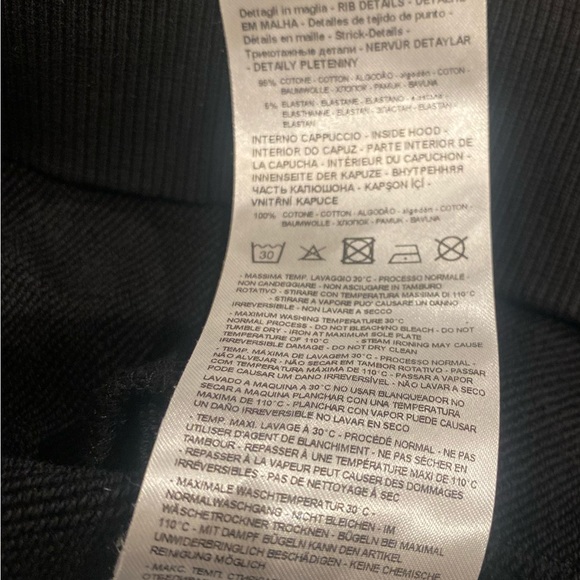 Dettagli in maglia - RIB DETAILS - DETALHE
EM MALHA - Detalles de tejido de punto -
Détails en maille - Strick-Details -
Трикотажные детали - NERVÜR DETAYLAR
- DETAILY PLETENINY
95% COTONE - COTTON - ALGODÃO - algodón - COTON -
BAUMWOLLE - ХЛОПОК - PAMUK - BAVLNA
5% ELASTAN - ELASTANE - ELASTANO -
ELASTHANNE - ELASTAN - ЭЛАСТАН - ELASTAN -
ELASTAN
INTERNO CAPPUCCIO - INSIDE HOOD -
INTERIOR DO CAPUZ - PARTE INTERIOR DE
LA CAPUCHA - INTÉRIEUR DU CAPUCHON -
INNENSEITE DER KAPUZE - ВНУТРЕННЯЯ
ЧАСТЬ КАПЮШОНА - KAPŞON İÇİ -
VNITŘNÍ KAPUCE
100% COTONE - COTTON - ALGODÃO - algodón - COTON -
BAUMWOLLE - ХЛОПОК - PAMUK - BAVLNA
30
- MASSIMA TEMP. LAVAGGIO 30°C - PROCESSO NORMALE -
NON CANDEGGIARE - NON ASCIUGARE IN TAMBURO
ROTATIVO - STIRARE CON TEMPERATURA MASSIMA DI 110°C
- STIRARE A VAPORE PUO' CAUSARE UN DANNO
IRREVERSIBILE - NON LAVARE A SECCO
- MAXIMUM WASHING TEMPERATURE 30°C
NORMAL PROCESS - DO NOT BLEACHING BLEACH - DO NOT
TUMBLE DRY - IRON AT MAXIMUM SOLE PLATE
TEMPERATURE OF 110°C - STEAM IRONING MAY CAUSE
IRREVERSIBLE DAMAGE - DO NOT DRY CLEAN
- TEMP. MÁXIMA DE LAVAGEM 30°C - PROCESSO NORMAL -
NÃO ALVEJAR - NÃO SECAR EM TAMBOR ROTATIVO - PASSAR
COM TEMPERATURA MÁXIMA DE 110°C - PASSAR A VAPOR
PODE CAUSAR UM DANO IRREVERSÍVEL - NÃO LAVAR A SECO
LAVADO A MAQUINA A 30°C NO USAR BLANQUEADOR NO
SECAR A MAQUINA PLANCHAR CON UNA TEMPERATURA
MAXIMA DE 110°C - PLANCHAR CON VAPOR PUEDE CAUSAR
UN DAÑO IRREVERSIBLE NO LAVAR EN SECO
- TEMP. MAXI. LAVAGE À 30°C - PROCÉDÉ NORMAL - NE PAS
UTILISER D'AGENT DE BLANCHIMENT - NE PAS SÉCHER EN
TAMBOUR - REPASSER À UNE TEMPÉRATURE MAXI DE 110°C
- REPASSER À LA VAPEUR PEUT CAUSER DES DOMMAGES
IRRÉVERSIBLES - PAS DE NETTOYAGE À SEC
- MAXIMALE WASCHTEMPERATUR 30°C -
NORMALWASCHGANG - NICHT BLEICHEN - IM
WÄSCHETROCKNER TROCKNEN - BÜGELN BEI MAXIMAL
110°C - MIT DAMPF BÜGELN KANN DEN ARTIKEL
UNWIDERBRINGLICH BESCHÄDIGEN - KEINE CHEMISCHE
REINIGUNG MÖGLICH
- МАКС. ТЕМП.